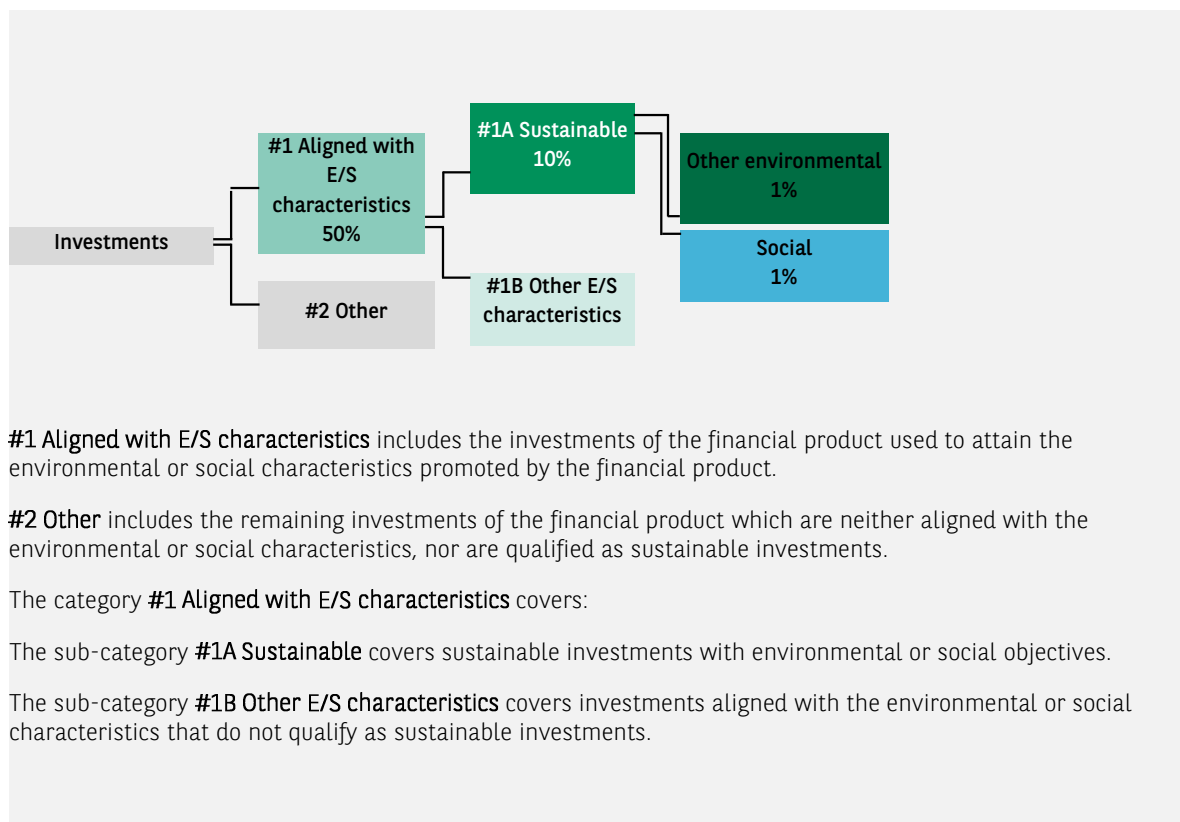 Investments
#1 Aligned with
E/S
characteristics
50%
#2 Other
#1A Sustainable
10%
#1B Other E/S
characteristics
Other environmental
1%
Social
1%
#1 Aligned with E/S characteristics includes the investments of the financial product used to attain the
environmental or social characteristics promoted by the financial product.
#2 Other includes the remaining investments of the financial product which are neither aligned with the
environmental or social characteristics, nor are qualified as sustainable investments.
The category #1 Aligned with E/S characteristics covers:
The sub-category #1A Sustainable covers sustainable investments with environmental or social objectives.
The sub-category #1B Other E/S characteristics covers investments aligned with the environmental or social
characteristics that do not qualify as sustainable investments.